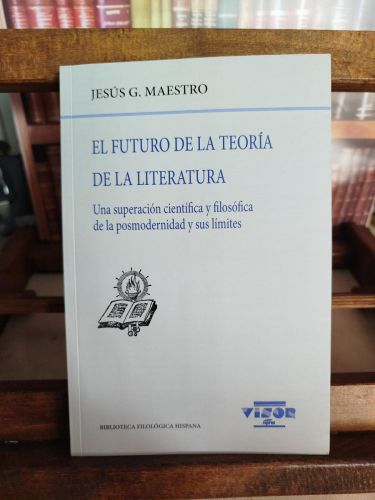 JESÚS G. MAESTRO
EL FUTURO DE LA TEORÍA
DE LA LITERATURA
Una superación científica y filosófica
de la posmodernidad y sus límites
BIBLIOTECA FILOLÓGICA HISPANA
VISOR